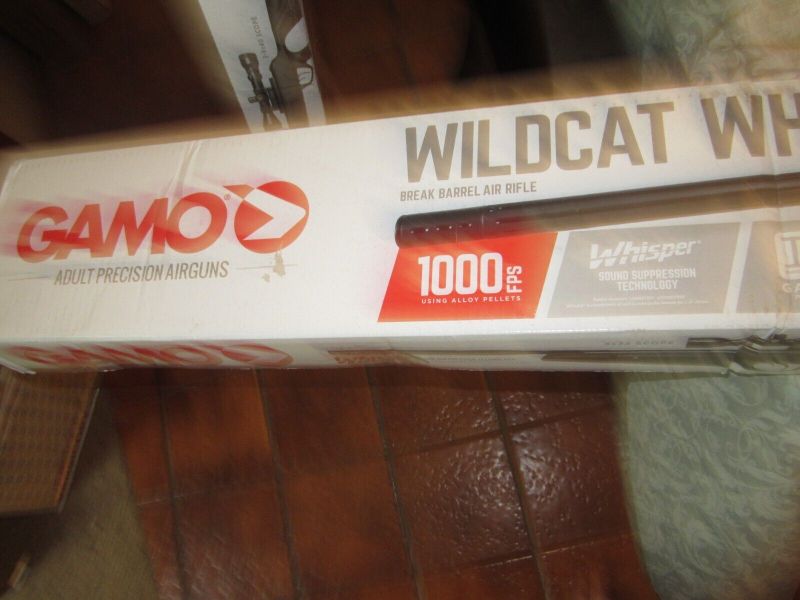 WILDCAT WH
BREAK BARREL AIR RIFLE
GAMO®
ADULT PRECISION AIRGUNS
1000 FPS
USING ALLOY PELLETS
Whisper®
SOUND SUPPRESSION
TECHNOLOGY
GAMO